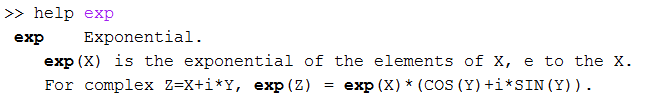 >> help exp
exp    Exponential.
exp(X) is the exponential of the elements of X, e to the X.
For complex Z=X+i*Y, exp(Z) = exp(X)*(COS(Y)+i*SIN(Y)).